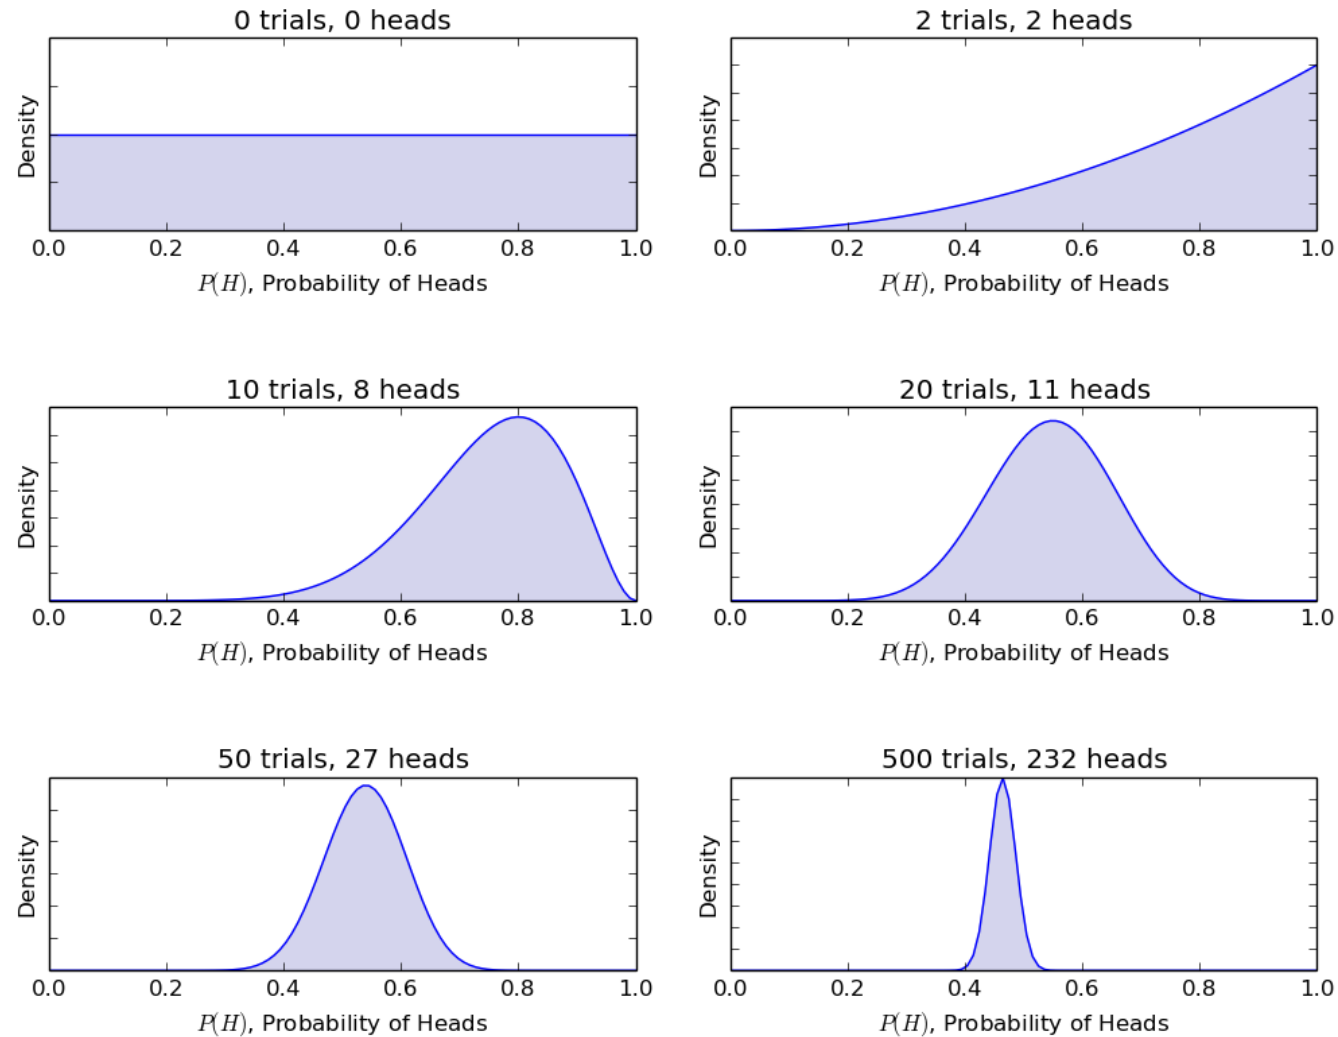 0 trials, 0 heads
Density
0.0 0.2 0.4 0.6 0.8 1.0
P(H), Probability of Heads
2 trials, 2 heads
Density
0.0 0.2 0.4 0.6 0.8 1.0
P(H), Probability of Heads
10 trials, 8 heads
Density
0.0 0.2 0.4 0.6 0.8 1.0
P(H), Probability of Heads
20 trials, 11 heads
Density
0.0 0.2 0.4 0.6 0.8 1.0
P(H), Probability of Heads
50 trials, 27 heads
Density
0.0 0.2 0.4 0.6 0.8 1.0
P(H), Probability of Heads
500 trials, 232 heads
Density
0.0 0.2 0.4 0.6 0.8 1.0
P(H), Probability of Heads